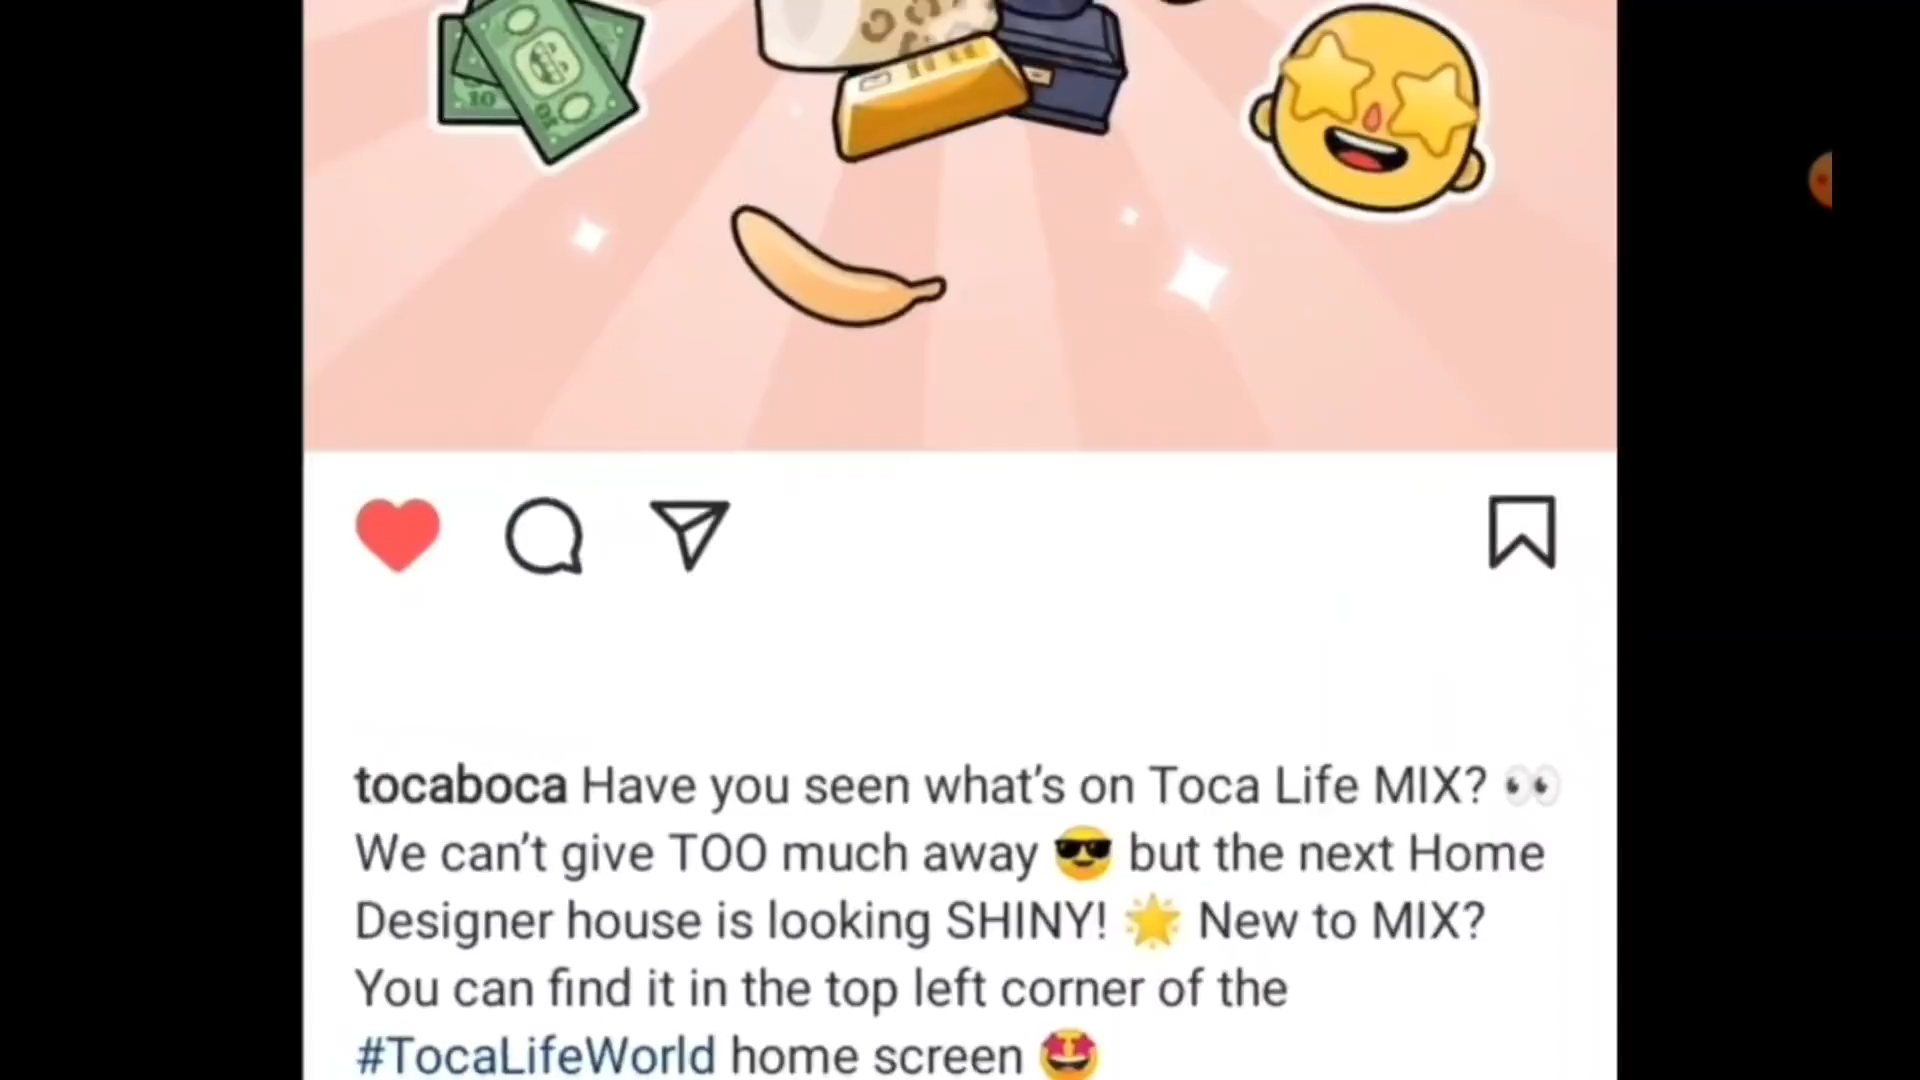 10
tocaboca Have you seen what's on Toca Life MIX? 👀
We can't give TOO much away 😎 but the next Home
Designer house is looking SHINY! 🌟 New to MIX?
You can find it in the top left corner of the
#TocaLifeWorld home screen 🤩